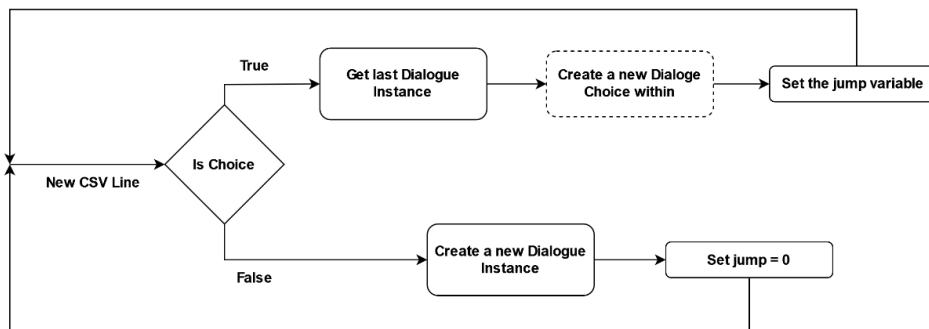 True
Get last Dialogue
Instance
Create a new Dialoge
Choice within
Set the jump variable
Is Choice
New CSV Line
False
Create a new Dialogue
Instance
Set jump = 0